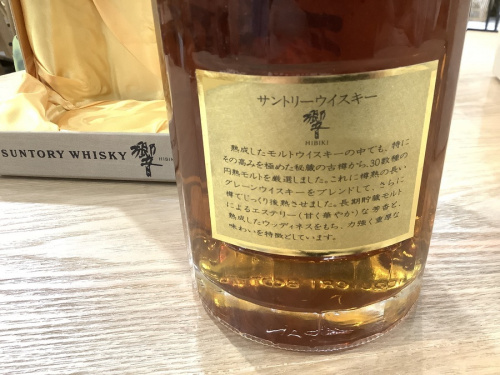 サントリーウイスキー
響
HIBIKI
熟成したモルトウイスキーの中でも、特に
その高みを極めた秘蔵の古樽から、30数種の
円熟モルトを厳選しました。これに樽熟の長い
グレーンウイスキーをブレンドして、さらに
樽でじっくり後熟させました。長期貯蔵モルト
によるエステリー(甘く華やか)な芳香と、
熟成したウッディネスをもち、力強く重厚な
味わいを特徴としています。
SUNTORY WHISKY 響
HIBIKI